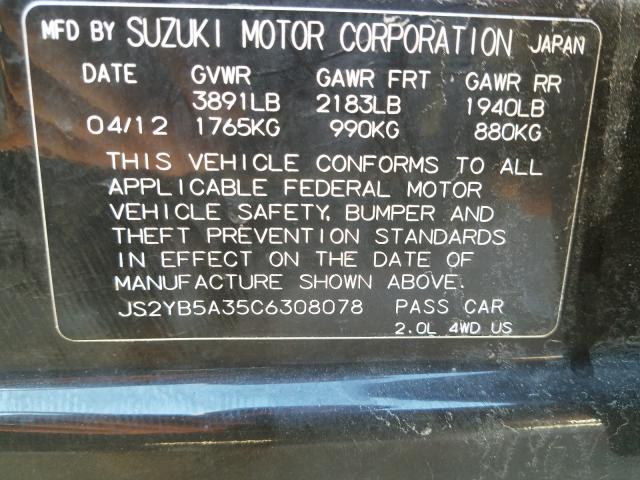 MFD BY SUZUKI MOTOR CORPORATION JAPAN
DATE GVWR GAWR FRT GAWR RR
3891LB 2183LB 1940LB
04/12 1765KG 990KG 880KG
THIS VEHICLE CONFORMS TO ALL
APPLICABLE FEDERAL MOTOR
VEHICLE SAFETY, BUMPER AND
THEFT PREVENTION STANDARDS
IN EFFECT ON THE DATE OF
MANUFACTURE SHOWN ABOVE.
JS2YB5A35C6308078 PASS CAR
2.0L 4WD US